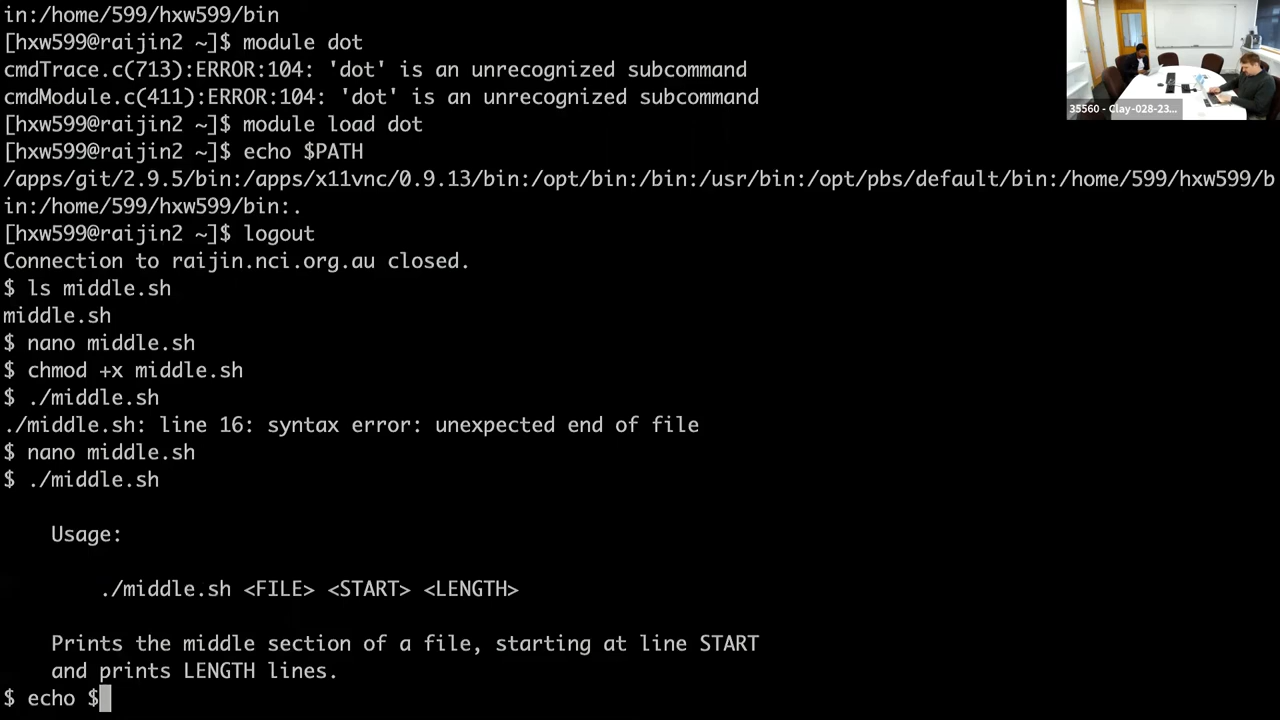 in:/home/599/hxw599/bin
[hxw599@raijin2 ~]$ module dot
cmdTrace.c(713):ERROR:104: 'dot' is an unrecognized subcommand
cmdModule.c(411):ERROR:104: 'dot' is an unrecognized subcommand
[hxw599@raijin2 ~]$ module load dot
[hxw599@raijin2 ~]$ echo $PATH
/apps/git/2.9.5/bin:/apps/x11vnc/0.9.13/bin:/opt/bin:/bin:/usr/bin:/opt/pbs/default/bin:/home/599/hxw599/b
in:/home/599/hxw599/bin:.
[hxw599@raijin2 ~]$ logout
Connection to raijin.nci.org.au closed.
$ ls middle.sh
middle.sh
$ nano middle.sh
$ chmod +x middle.sh
$ ./middle.sh
./middle.sh: line 16: syntax error: unexpected end of file
$ nano middle.sh
$ ./middle.sh
Usage:
./middle.sh <FILE> <START> <LENGTH>
Prints the middle section of a file, starting at line START
and prints LENGTH lines.
$ echo $
35560 - Clay-028-23...